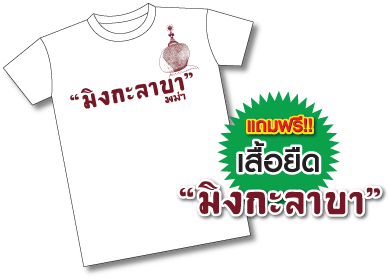 “มิงกะลาบา”
พม่า
แถมฟรี!!
เสื้อยืด
“มิงกะลาบา”